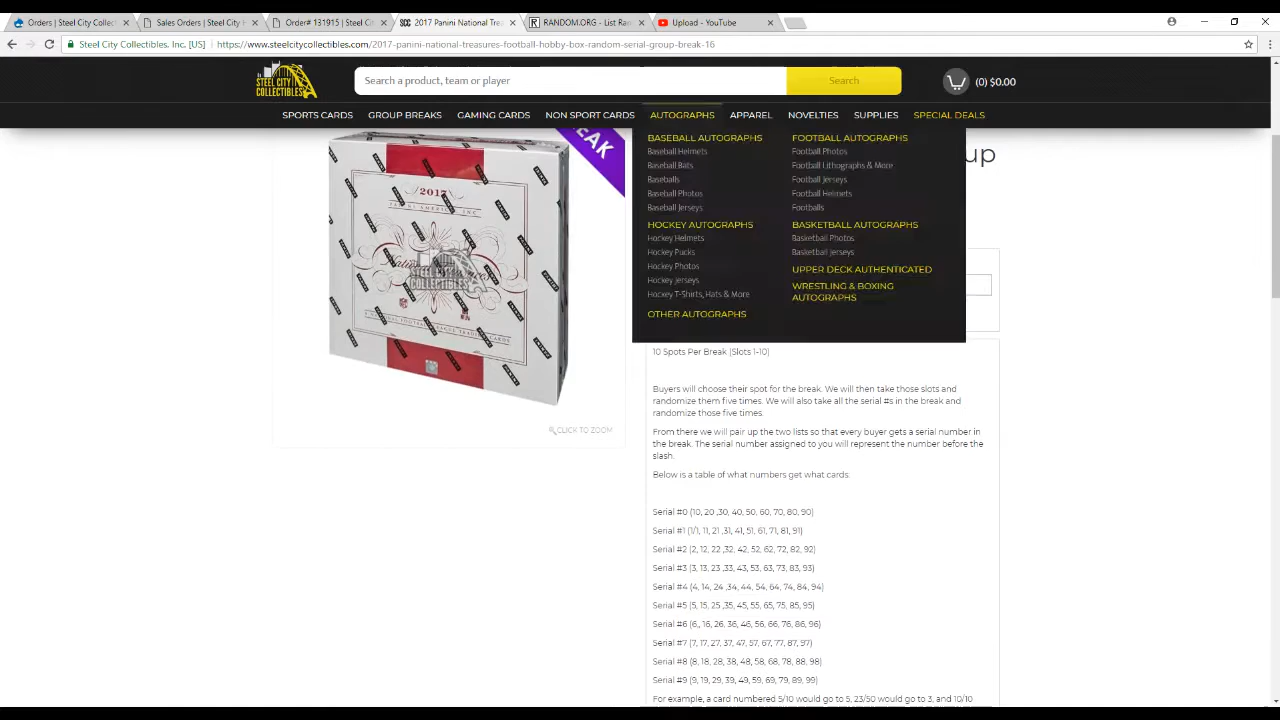 Orders | Steel City Collec
Sales Orders | Steel City H
Order# 131915 | Steel Cit
SCC 2017 Panini National Trea
RANDOM.ORG - List Ran
Upload - YouTube
Steel City Collectibles. Inc. [US] https://www.steelcitycollectibles.com/2017-panini-national-treasures-football-hobby-box-random-serial-group-break-16
STEEL CITY
COLLECTIBLES
Search a product, team or player
Search
(0) $0.00
SPORTS CARDS GROUP BREAKS GAMING CARDS NON SPORT CARDS AUTOGRAPHS APPAREL NOVELTIES SUPPLIES SPECIAL DEALS
EAK
2017
PANINI AMERICA, INC.
STEEL CITY
COLLECTIBLES
CLICK TO ZOOM
BASEBALL AUTOGRAPHS
Baseball Helmets
Baseball Bats
Baseballs
Baseball Photos
Baseball Jerseys
HOCKEY AUTOGRAPHS
Hockey Helmets
Hockey Pucks
Hockey Photos
Hockey Jerseys
Hockey T-Shirts, Hats & More
OTHER AUTOGRAPHS
FOOTBALL AUTOGRAPHS
Football Photos
Football Lithographs & More
Football Jerseys
Football Helmets
Footballs
BASKETBALL AUTOGRAPHS
Basketball Photos
Basketball Jerseys
UPPER DECK AUTHENTICATED
WRESTLING & BOXING
AUTOGRAPHS
up
10 Spots Per Break (Slots 1-10)
Buyers will choose their spot for the break. We will then take those slots and
randomize them five times. We will also take all the serial #s in the break and
randomize those five times.
From there we will pair up the two lists so that every buyer gets a serial number in
the break. The serial number assigned to you will represent the number before the
slash.
Below is a table of what numbers get what cards.
Serial #0 (10, 20 ,30, 40, 50, 60, 70, 80, 90)
Serial #1 (1/1, 11, 21 ,31, 41, 51, 61, 71, 81, 91)
Serial #2 (2, 12, 22 ,32, 42, 52, 62, 72, 82, 92)
Serial #3 (3, 13, 23 ,33, 43, 53, 63, 73, 83, 93)
Serial #4 (4, 14, 24 ,34, 44, 54, 64, 74, 84, 94)
Serial #5 (5, 15, 25 ,35, 45, 55, 65, 75, 85, 95)
Serial #6 (6,, 16, 26, 36, 46, 56, 66, 76, 86, 96)
Serial #7 (7, 17, 27, 37, 47, 57, 67, 77, 87, 97)
Serial #8 (8, 18, 28, 38, 48, 58, 68, 78, 88, 98)
Serial #9 (9, 19, 29, 39, 49, 59, 69, 79, 89, 99)
For example, a card numbered 5/10 would go to 5, 23/50 would go to 3, and 10/10